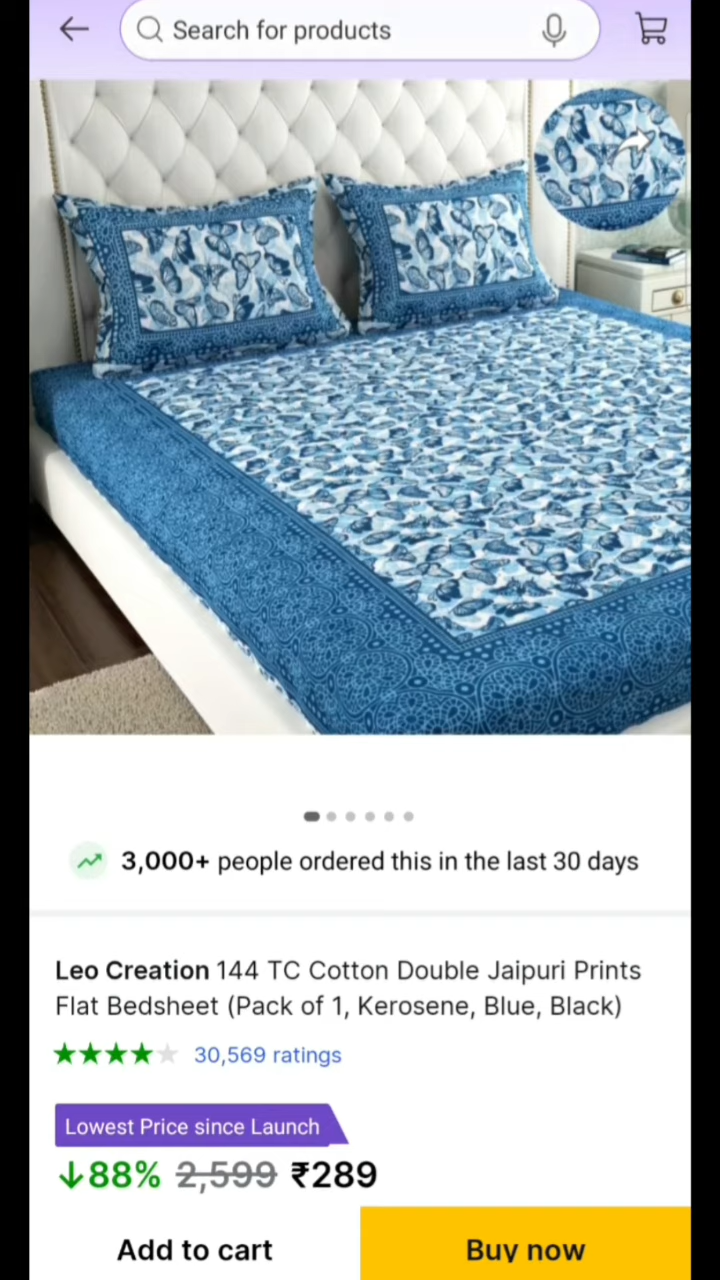 Search for products
3,000+ people ordered this in the last 30 days
Leo Creation 144 TC Cotton Double Jaipuri Prints
Flat Bedsheet (Pack of 1, Kerosene, Blue, Black)
30,569 ratings
Lowest Price since Launch
↓88% 2,599 ₹289
Add to cart
Buy now